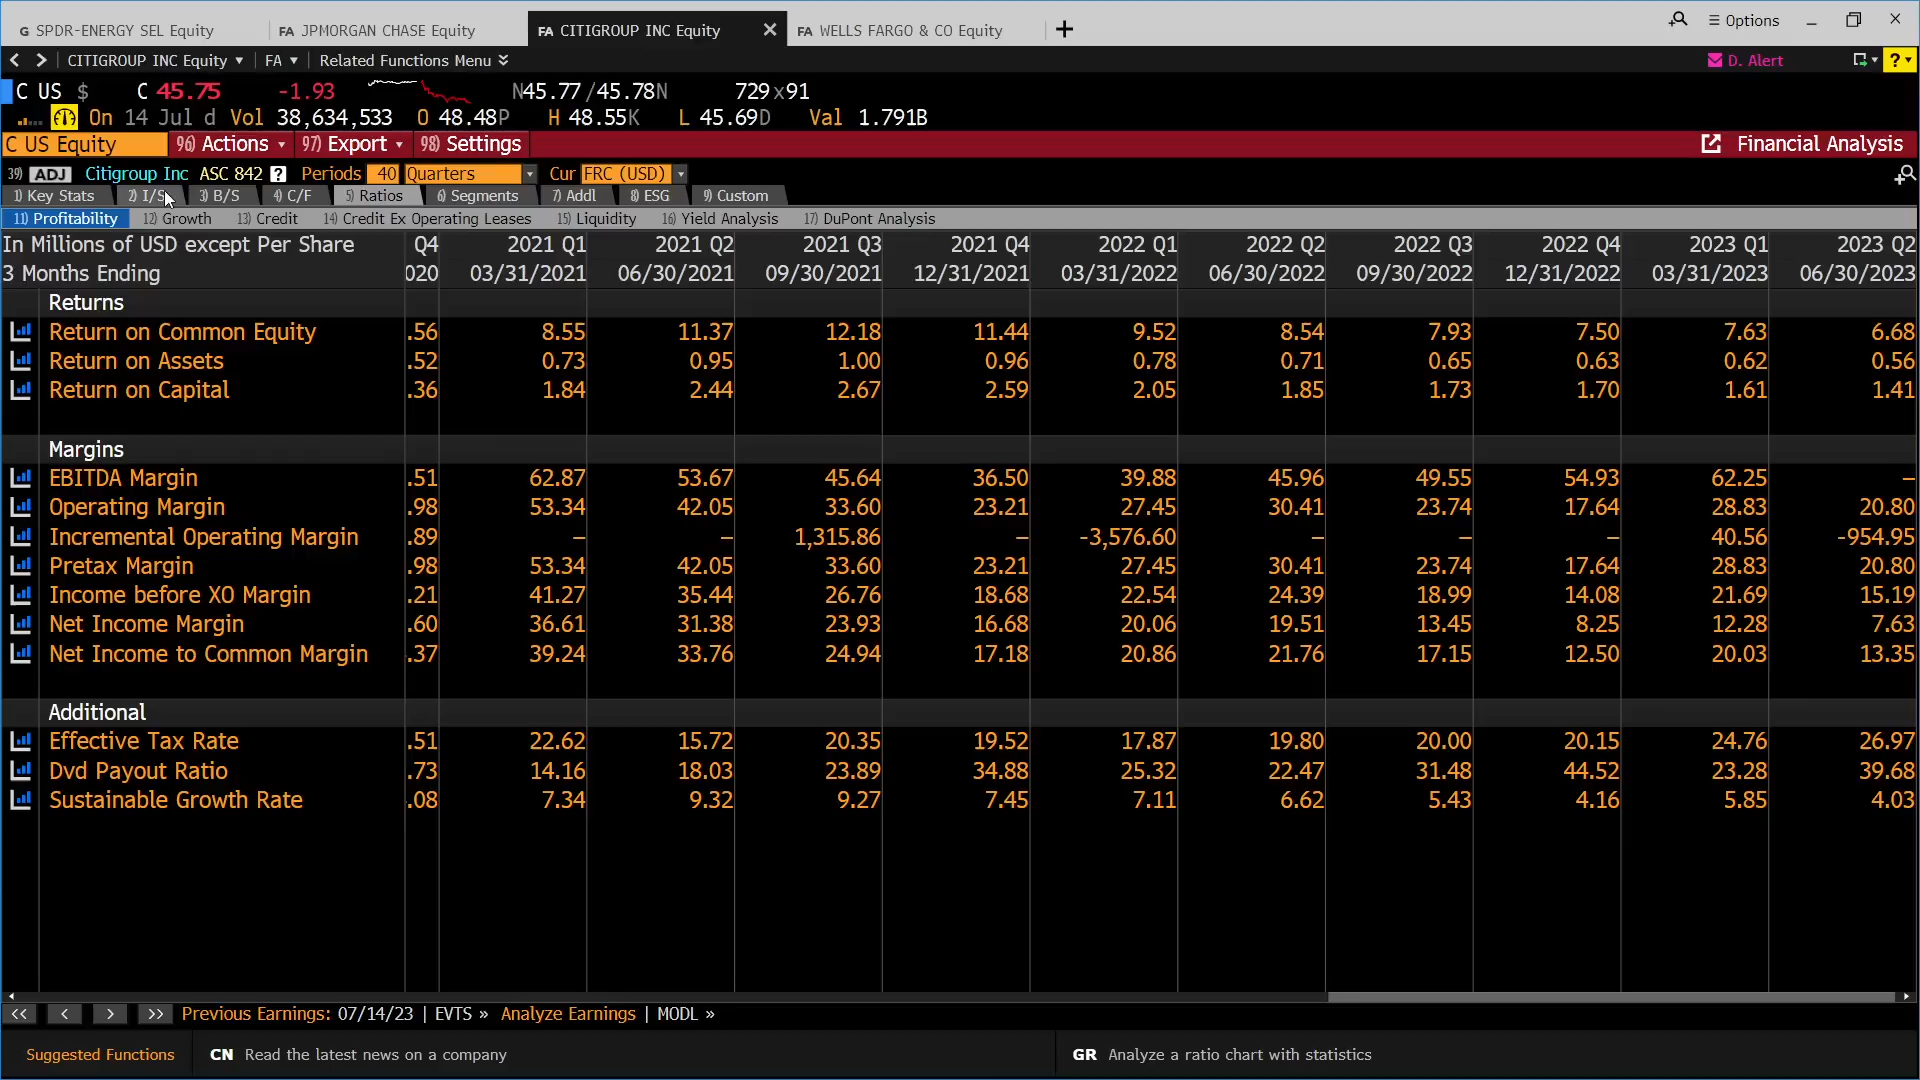 G SPDR-ENERGY SEL Equity FA JPMORGAN CHASE Equity FA CITIGROUP INC Equity FA WELLS FARGO & CO Equity Options
CITIGROUP INC Equity FA Related Functions Menu D. Alert ?
C US $ C 45.75 -1.93 N45.77/45.78N 729x91
On 14 Jul d Vol 38,634,533 O 48.48P H 48.55K L 45.69D Val 1.791B
C US Equity 96) Actions 97) Export 98) Settings Financial Analysis
39) ADJ Citigroup Inc ASC 842 ? Periods 40 Quarters Cur FRC (USD)
1) Key Stats 2) I/S 3) B/S 4) C/F 5) Ratios 6) Segments 7) Addl 8) ESG 9) Custom
11) Profitability 12) Growth 13) Credit 14) Credit Ex Operating Leases 15) Liquidity 16) Yield Analysis 17) DuPont Analysis
In Millions of USD except Per Share Q4 2021 Q1 2021 Q2 2021 Q3 2021 Q4 2022 Q1 2022 Q2 2022 Q3 2022 Q4 2023 Q1 2023 Q2
3 Months Ending 020 03/31/2021 06/30/2021 09/30/2021 12/31/2021 03/31/2022 06/30/2022 09/30/2022 12/31/2022 03/31/2023 06/30/2023
Returns
Return on Common Equity .56 8.55 11.37 12.18 11.44 9.52 8.54 7.93 7.50 7.63 6.68
Return on Assets .52 0.73 0.95 1.00 0.96 0.78 0.71 0.65 0.63 0.62 0.56
Return on Capital .36 1.84 2.44 2.67 2.59 2.05 1.85 1.73 1.70 1.61 1.41
Margins
EBITDA Margin .51 62.87 53.67 45.64 36.50 39.88 45.96 49.55 54.93 62.25 –
Operating Margin .98 53.34 42.05 33.60 23.21 27.45 30.41 23.74 17.64 28.83 20.80
Incremental Operating Margin .89 – – 1,315.86 – -3,576.60 – – – 40.56 -954.95
Pretax Margin .98 53.34 42.05 33.60 23.21 27.45 30.41 23.74 17.64 28.83 20.80
Income before XO Margin .21 41.27 35.44 26.76 18.68 22.54 24.39 18.99 14.08 21.69 15.19
Net Income Margin .60 36.61 31.38 23.93 16.68 20.06 19.51 13.45 8.25 12.28 7.63
Net Income to Common Margin .37 39.24 33.76 24.94 17.18 20.86 21.76 17.15 12.50 20.03 13.35
Additional
Effective Tax Rate .51 22.62 15.72 20.35 19.52 17.87 19.80 20.00 20.15 24.76 26.97
Dvd Payout Ratio .73 14.16 18.03 23.89 34.88 25.32 22.47 31.48 44.52 23.28 39.68
Sustainable Growth Rate .08 7.34 9.32 9.27 7.45 7.11 6.62 5.43 4.16 5.85 4.03
<< < > >> Previous Earnings: 07/14/23 | EVTS » Analyze Earnings | MODL »
Suggested Functions CN Read the latest news on a company GR Analyze a ratio chart with statistics